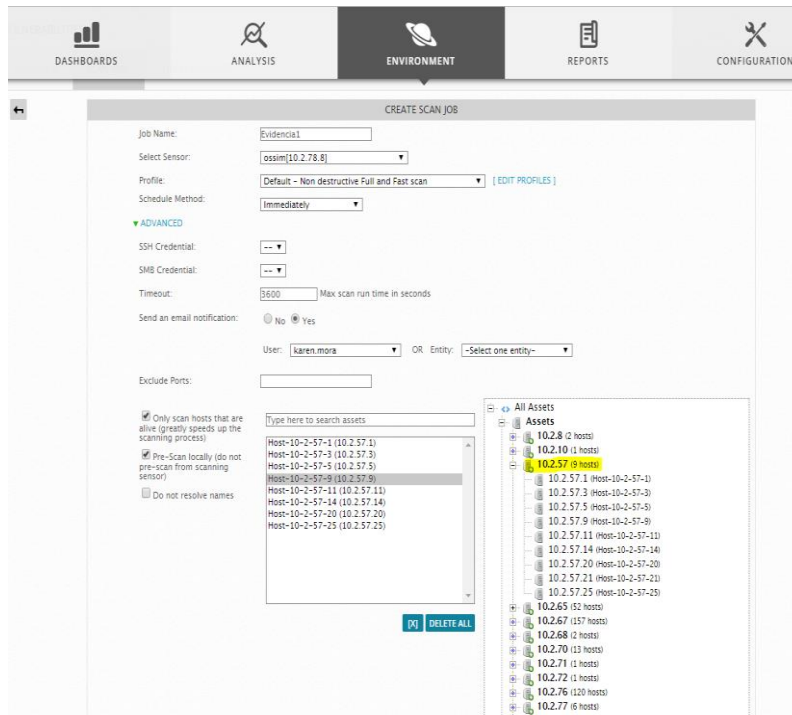 DASHBOARDS
ANALYSIS
ENVIRONMENT
REPORTS
CONFIGURATION
CREATE SCAN JOB
Job Name:
Evidencia1
Select Sensor:
ossim[10.2.78.8]
Profile:
Default - Non destructive Full and Fast scan
[ EDIT PROFILES ]
Schedule Method:
Immediately
ADVANCED
SSH Credential:
--
SMB Credential:
--
Timeout:
3600
Max scan run time in seconds
Send an email notification:
No
Yes
User:
karen.mora
OR Entity:
-Select one entity-
Exclude Ports:
Only scan hosts that are
alive (greatly speeds up the
scanning process)
Pre-Scan locally (do not
pre-scan from scanning
sensor)
Do not resolve names
Type here to search assets
Host-10-2-57-1 (10.2.57.1)
Host-10-2-57-3 (10.2.57.3)
Host-10-2-57-5 (10.2.57.5)
Host-10-2-57-9 (10.2.57.9)
Host-10-2-57-11 (10.2.57.11)
Host-10-2-57-14 (10.2.57.14)
Host-10-2-57-20 (10.2.57.20)
Host-10-2-57-25 (10.2.57.25)
[X]
DELETE ALL
All Assets
Assets
10.2.8 (2 hosts)
10.2.10 (1 hosts)
10.2.57 (9 hosts)
10.2.57.1 (Host-10-2-57-1)
10.2.57.3 (Host-10-2-57-3)
10.2.57.5 (Host-10-2-57-5)
10.2.57.9 (Host-10-2-57-9)
10.2.57.11 (Host-10-2-57-11)
10.2.57.14 (Host-10-2-57-14)
10.2.57.20 (Host-10-2-57-20)
10.2.57.21 (Host-10-2-57-21)
10.2.57.25 (Host-10-2-57-25)
10.2.65 (52 hosts)
10.2.67 (157 hosts)
10.2.68 (2 hosts)
10.2.70 (13 hosts)
10.2.71 (1 hosts)
10.2.72 (1 hosts)
10.2.76 (120 hosts)
10.2.77 (6 hosts)